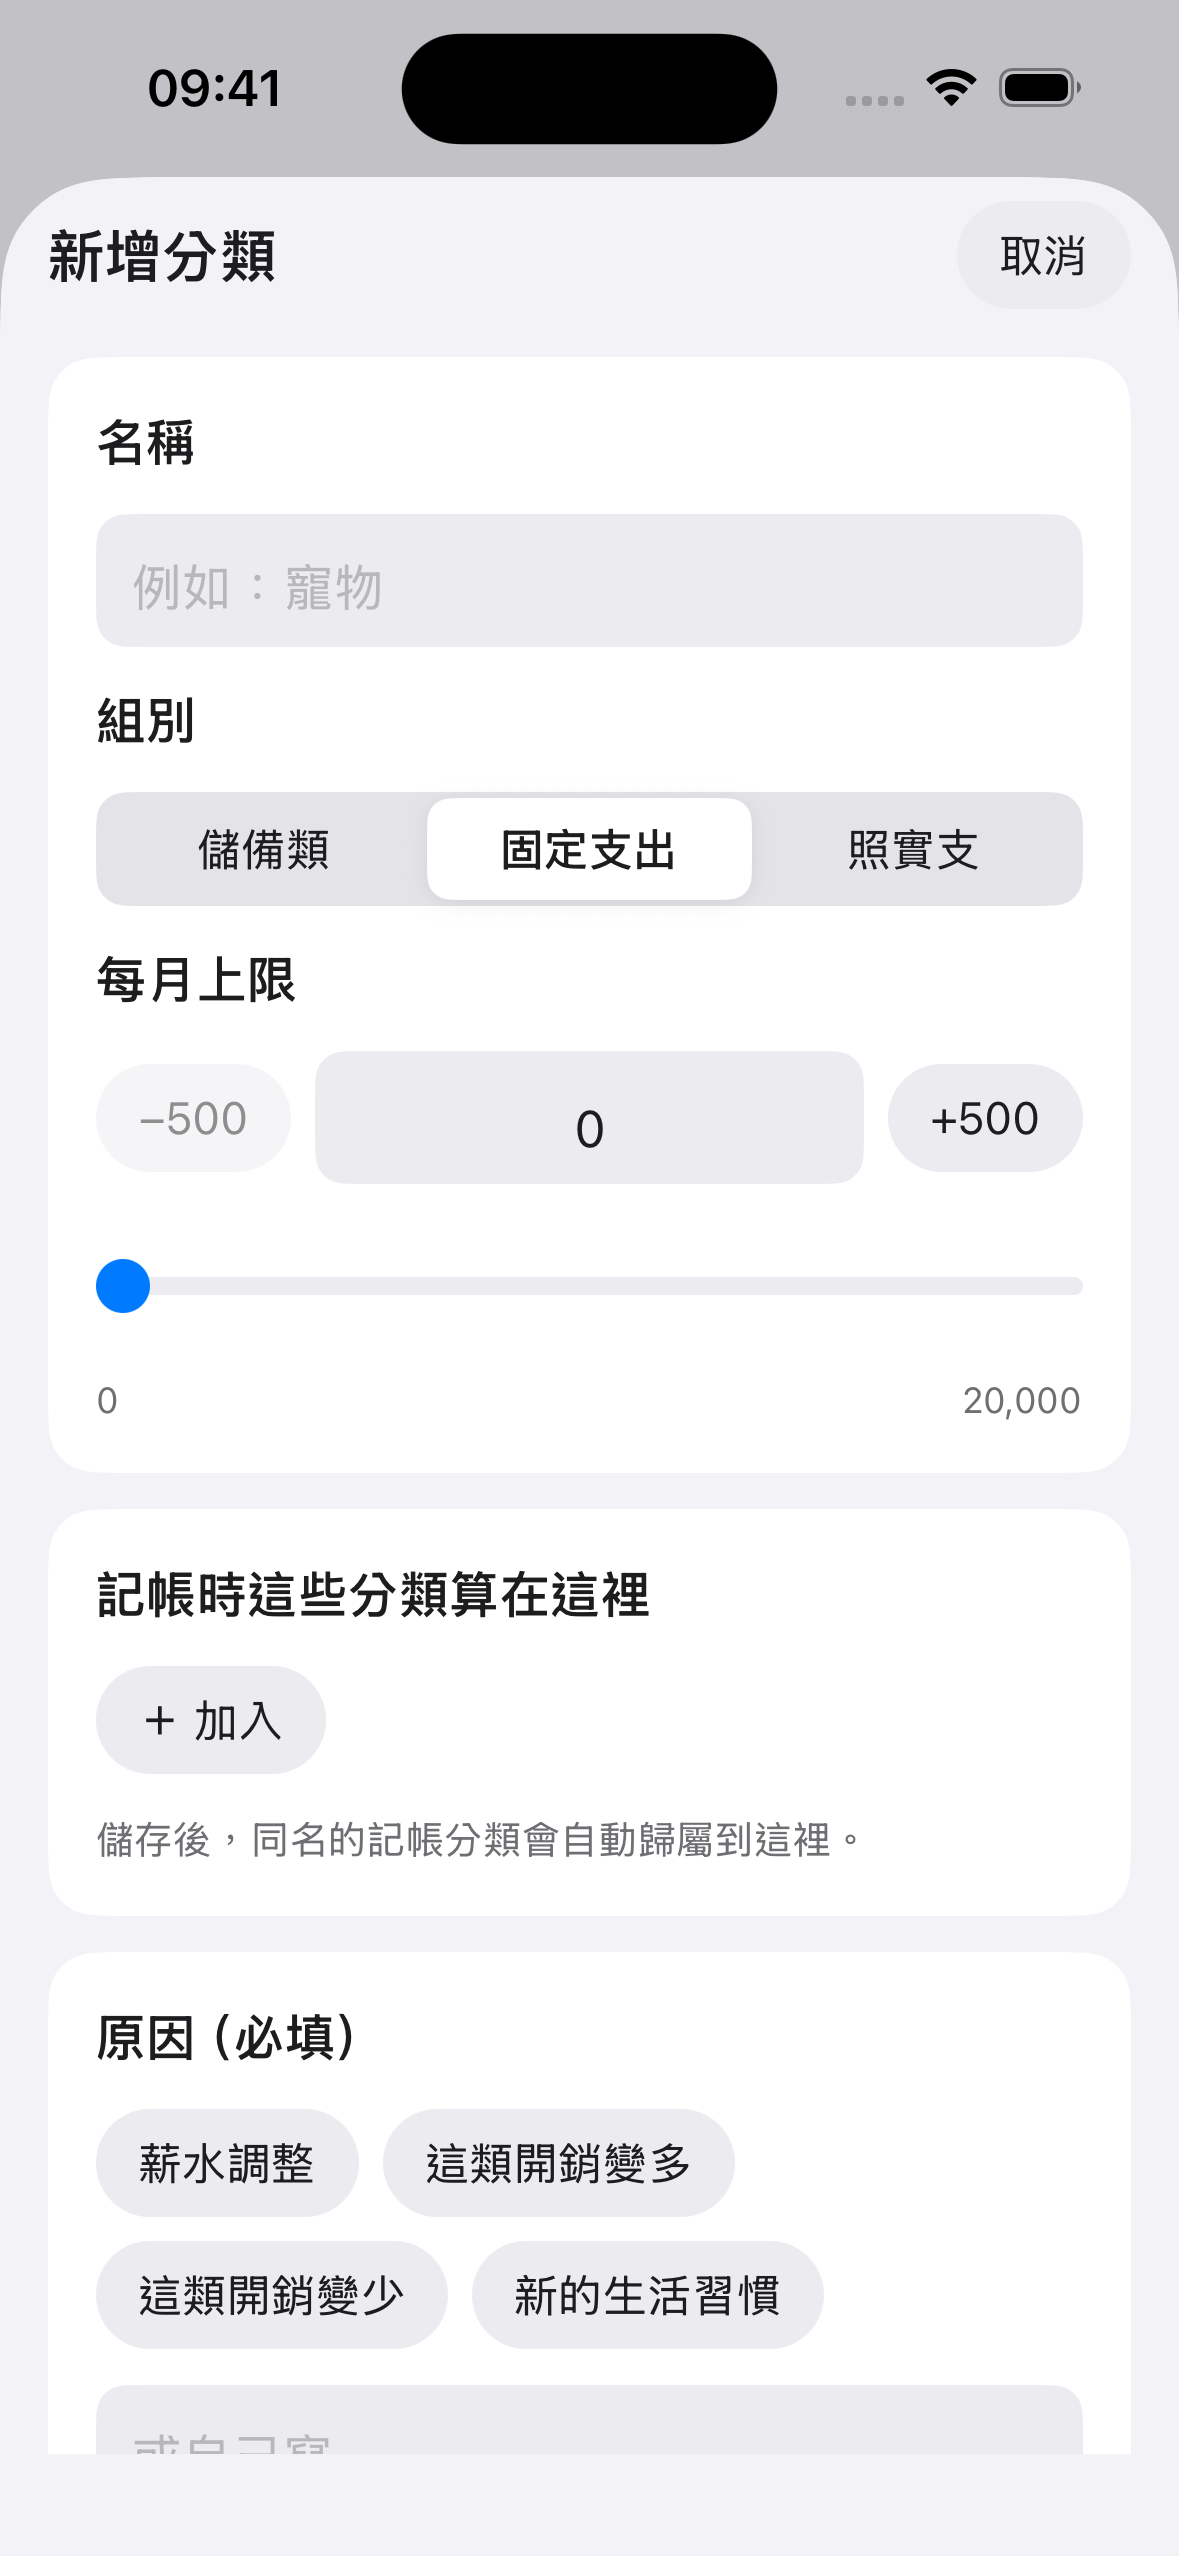 09:41
新增分類
取消
名稱
例如：寵物
組別
儲備類 固定支出 照實支
每月上限
−500 0 +500
0 20,000
記帳時這些分類算在這裡
＋ 加入
儲存後，同名的記帳分類會自動歸屬到這裡。
原因（必填）
薪水調整 這類開銷變多
這類開銷變少 新的生活習慣
或自己寫